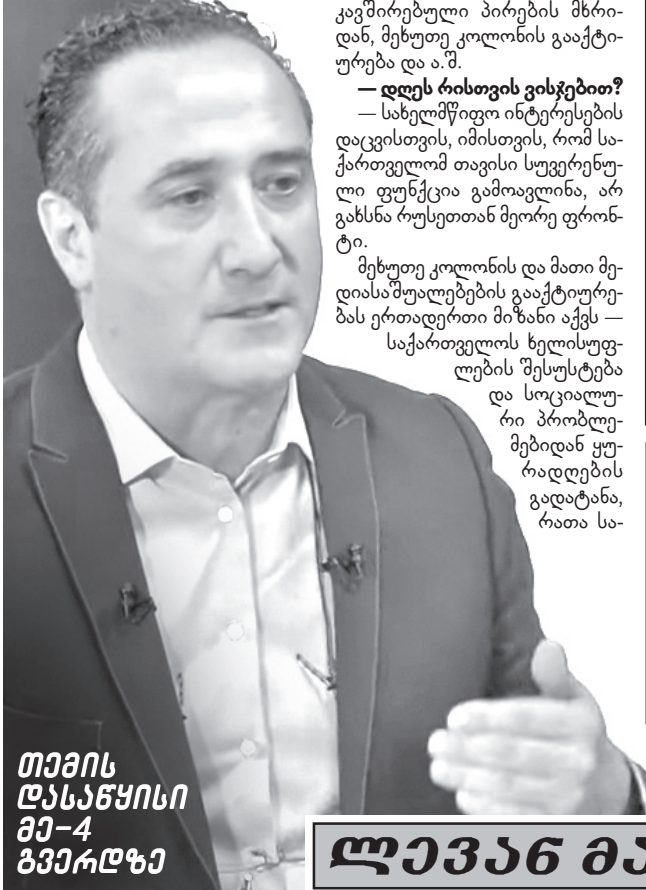 კავშირებული პირების მხრი-
დან, მეხუთე კოლონის გააქტი-
ურება და ა.შ.
— დღეს რისთვის ვისჯებით?
— სახელმწიფო ინტერესების
დაცვისთვის, იმისთვის, რომ სა-
ქართველომ თავისი სუვერენუ-
ლი ფუნქცია გამოავლინა, არ
გახსნა რუსეთთან მეორე ფრონ-
ტი.
მეხუთე კოლონის და მათი მე-
დიასაშუალებების გააქტიურე-
ბას ერთადერთი მიზანი აქვს —
საქართველოს ხელისუფ-
ლების შესუსტება
და სოციალუ-
რი პრობლე-
მებიდან ყუ-
რადღების
გადატანა,
რათა სა-
თემის
დასაწყისი
მე-4
გვერდზე
ლევან მა